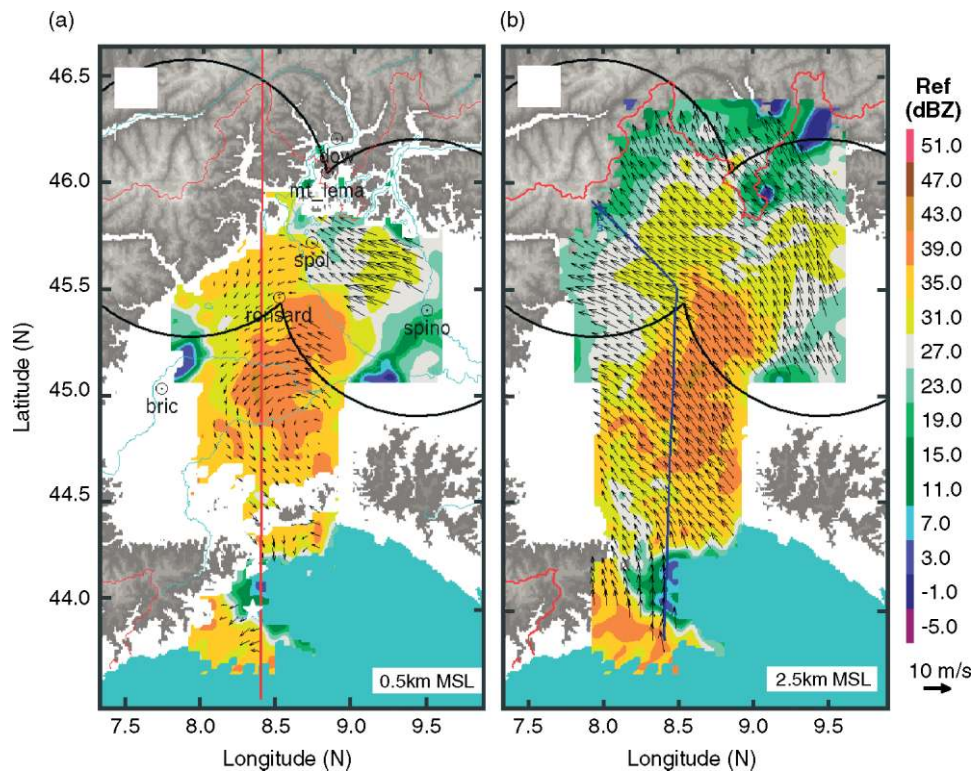 (a)
(b)
46.5
46.0
45.5
45.0
44.5
44.0
Latitude (N)
dow
mt_lema
spol
ronsard
spino
bric
0.5km MSL
2.5km MSL
7.5 8.0 8.5 9.0 9.5
7.5 8.0 8.5 9.0 9.5
Longitude (N)
Longitude (N)
Ref
(dBZ)
51.0
47.0
43.0
39.0
35.0
31.0
27.0
23.0
19.0
15.0
11.0
7.0
3.0
-1.0
-5.0
10 m/s